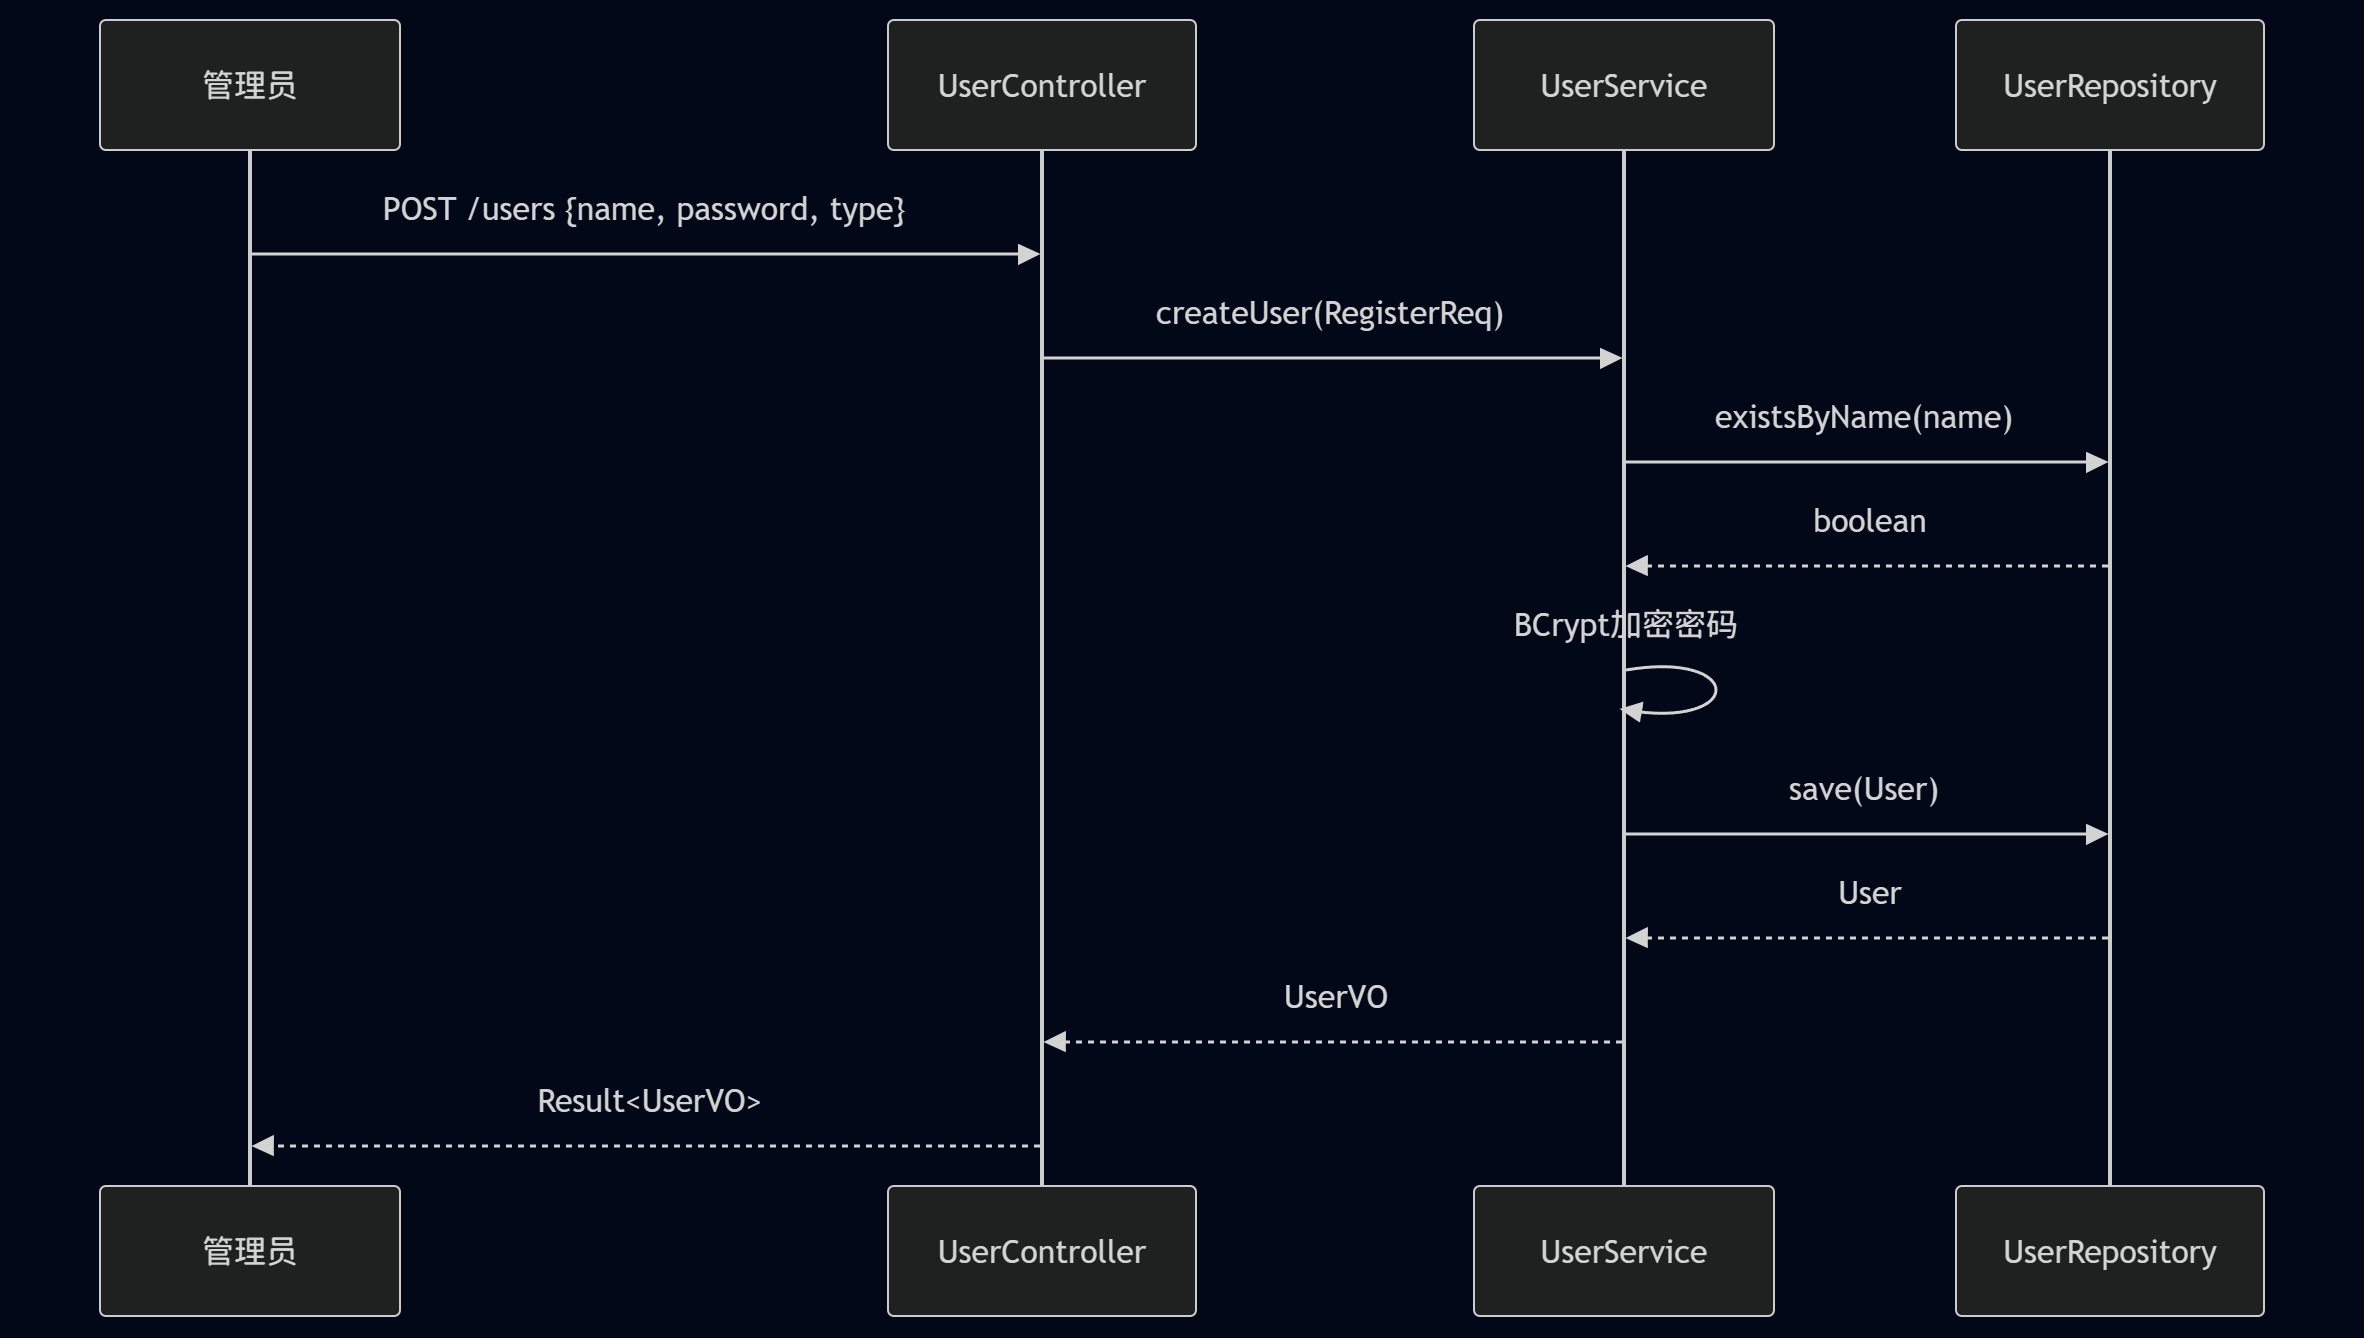 管理员
UserController
UserService
UserRepository
POST /users {name, password, type}
createUser(RegisterReq)
existsByName(name)
boolean
BCrypt加密密码
save(User)
User
UserVO
Result<UserVO>
管理员
UserController
UserService
UserRepository